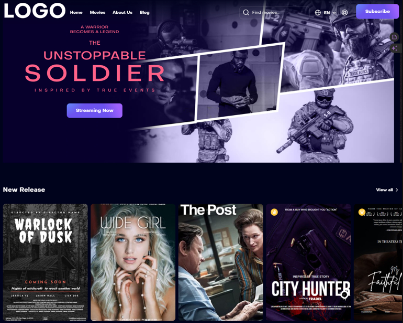 LOGO
Home Movies About Us Blog
Find movies
EN
Subscribe
A WARRIOR
BECOMES A LEGEND
THE
UNSTOPPABLE
SOLDIER
INSPIRED BY TRUE EVENTS
Streaming Now
New Release
View all
WARLOCK
OF DUSK
COMING SOON
WIDE GIRL
The Post
CITY HUNTER
Faithful